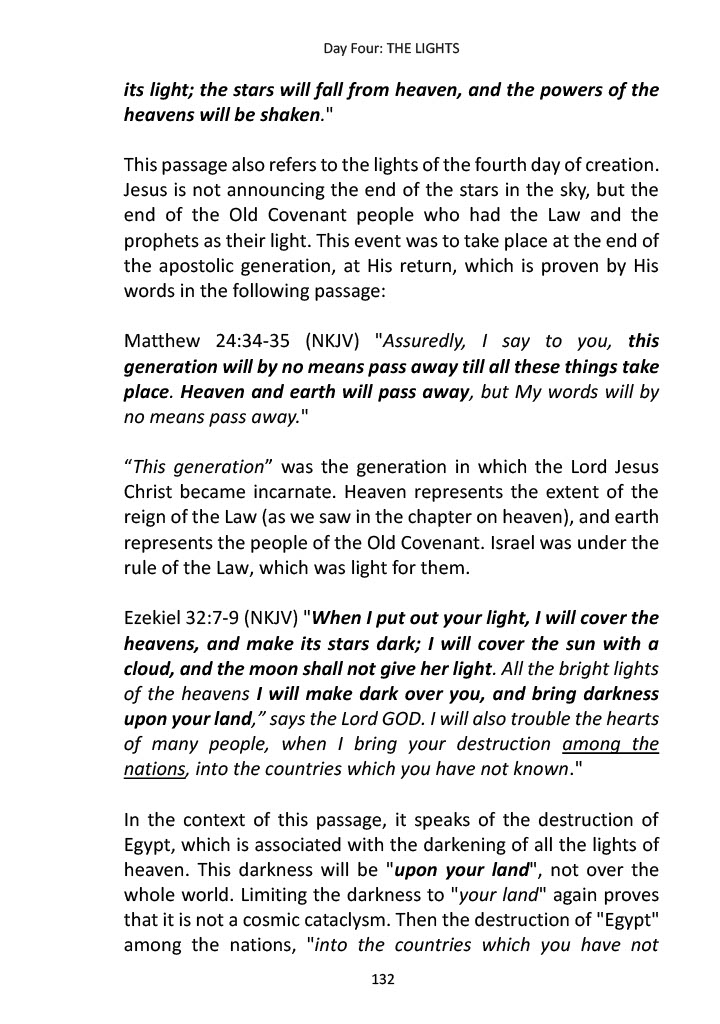 Day Four: THE LIGHTS
its light; the stars will fall from heaven, and the powers of the
heavens will be shaken."
This passage also refers to the lights of the fourth day of creation.
Jesus is not announcing the end of the stars in the sky, but the
end of the Old Covenant people who had the Law and the
prophets as their light. This event was to take place at the end of
the apostolic generation, at His return, which is proven by His
words in the following passage:
Matthew 24:34-35 (NKJV) "Assuredly, I say to you, this
generation will by no means pass away till all these things take
place. Heaven and earth will pass away, but My words will by
no means pass away."
“This generation” was the generation in which the Lord Jesus
Christ became incarnate. Heaven represents the extent of the
reign of the Law (as we saw in the chapter on heaven), and earth
represents the people of the Old Covenant. Israel was under the
rule of the Law, which was light for them.
Ezekiel 32:7-9 (NKJV) "When I put out your light, I will cover the
heavens, and make its stars dark; I will cover the sun with a
cloud, and the moon shall not give her light. All the bright lights
of the heavens I will make dark over you, and bring darkness
upon your land,” says the Lord GOD. I will also trouble the hearts
of many people, when I bring your destruction among the
nations, into the countries which you have not known."
In the context of this passage, it speaks of the destruction of
Egypt, which is associated with the darkening of all the lights of
heaven. This darkness will be "upon your land", not over the
whole world. Limiting the darkness to "your land" again proves
that it is not a cosmic cataclysm. Then the destruction of "Egypt"
among the nations, "into the countries which you have not
132